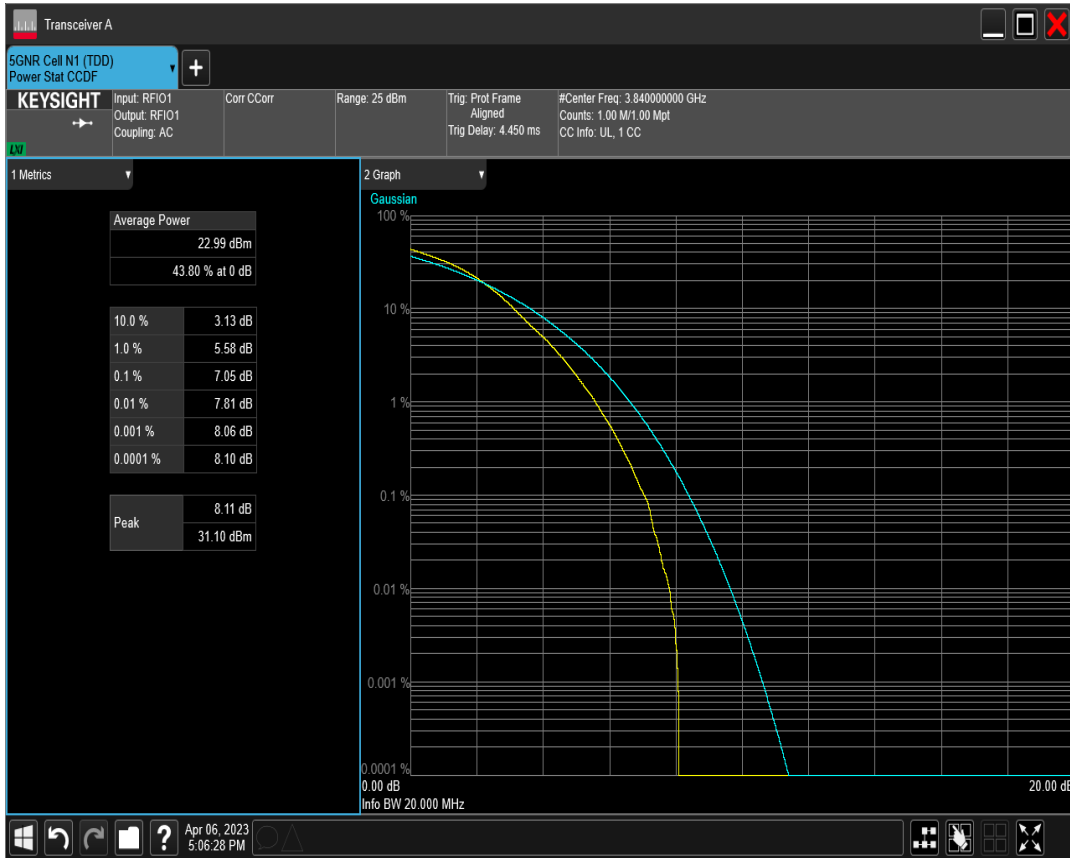 Transceiver A
5GNR Cell N1 (TDD)
Power Stat CCDF
+
KEYSIGHT
LXI
Input: RFIO1
Output: RFIO1
Coupling: AC
Corr CCorr
Range: 25 dBm
Trig: Prot Frame
Aligned
Trig Delay: 4.450 ms
#Center Freq: 3.840000000 GHz
Counts: 1.00 M/1.00 Mpt
CC Info: UL, 1 CC
1 Metrics
Average Power
22.99 dBm
43.80 % at 0 dB
10.0 % 3.13 dB
1.0 % 5.58 dB
0.1 % 7.05 dB
0.01 % 7.81 dB
0.001 % 8.06 dB
0.0001 % 8.10 dB
Peak 8.11 dB
31.10 dBm
2 Graph
Gaussian
100 %
10 %
1 %
0.1 %
0.01 %
0.001 %
0.0001 %
0.00 dB 20.00 dB
Info BW 20.000 MHz
? Apr 06, 2023
5:06:28 PM